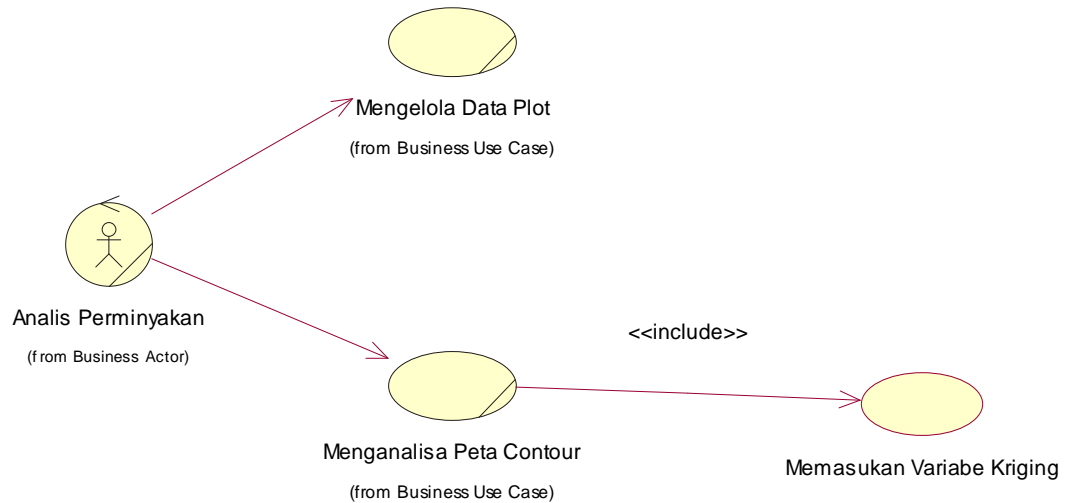 Mengelola Data Plot
(from Business Use Case)
Analis Perminyakan
(from Business Actor)
<<include>>
Menganalisa Peta Contour
(from Business Use Case)
Memasukan Variabe Kriging